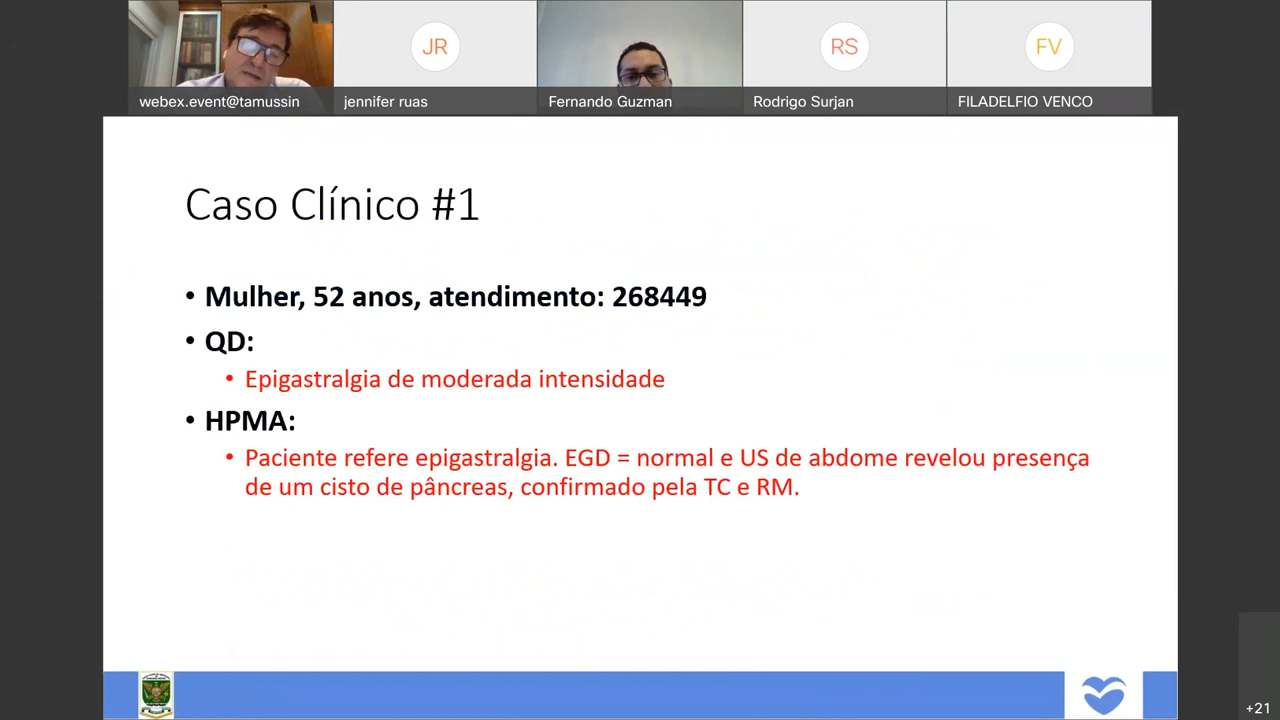 JR
RS
FV
webex.event@tamussin
jennifer ruas
Fernando Guzman
Rodrigo Surjan
FILADELFIO VENCO
Caso Clínico #1
• Mulher, 52 anos, atendimento: 268449
• QD:
• Epigastralgia de moderada intensidade
• HPMA:
• Paciente refere epigastralgia. EGD = normal e US de abdome revelou presença
de um cisto de pâncreas, confirmado pela TC e RM.
+21